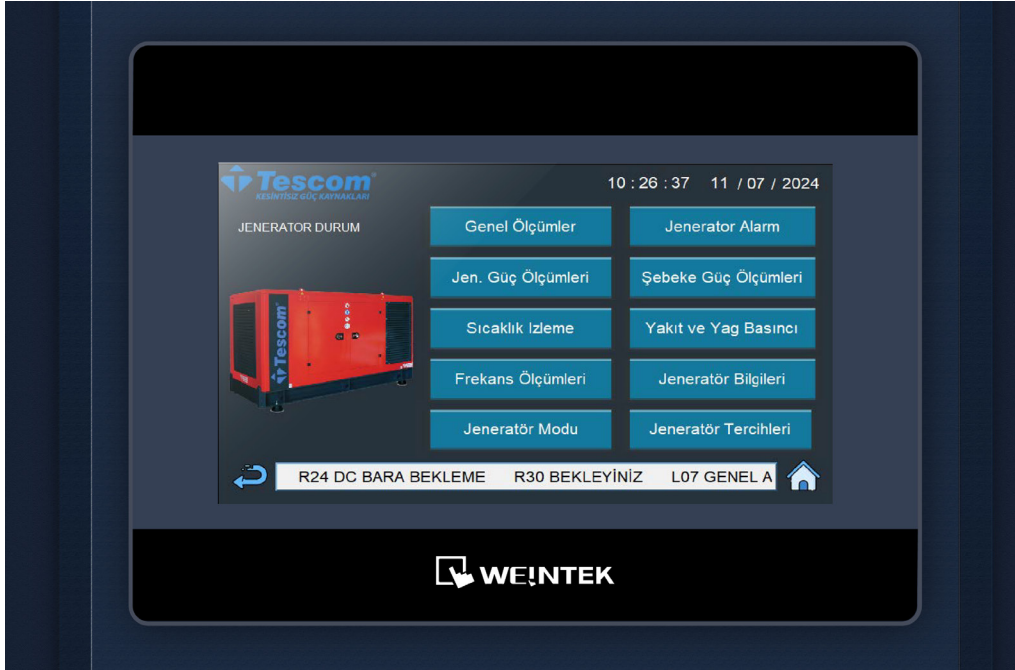 Tescom
KESİNTİSİZ GÜÇ KAYNAKLARI
10 : 26 : 37 11 / 07 / 2024
JENERATOR DURUM
Genel Ölçümler
Jenerator Alarm
Jen. Güç Ölçümleri
Şebeke Güç Ölçümleri
Sıcaklık Izleme
Yakıt ve Yag Basıncı
Frekans Ölçümleri
Jeneratör Bilgileri
Jeneratör Modu
Jeneratör Tercihleri
Tescom
R24 DC BARA BEKLEME R30 BEKLEYİNİZ L07 GENEL A
WEINTEK